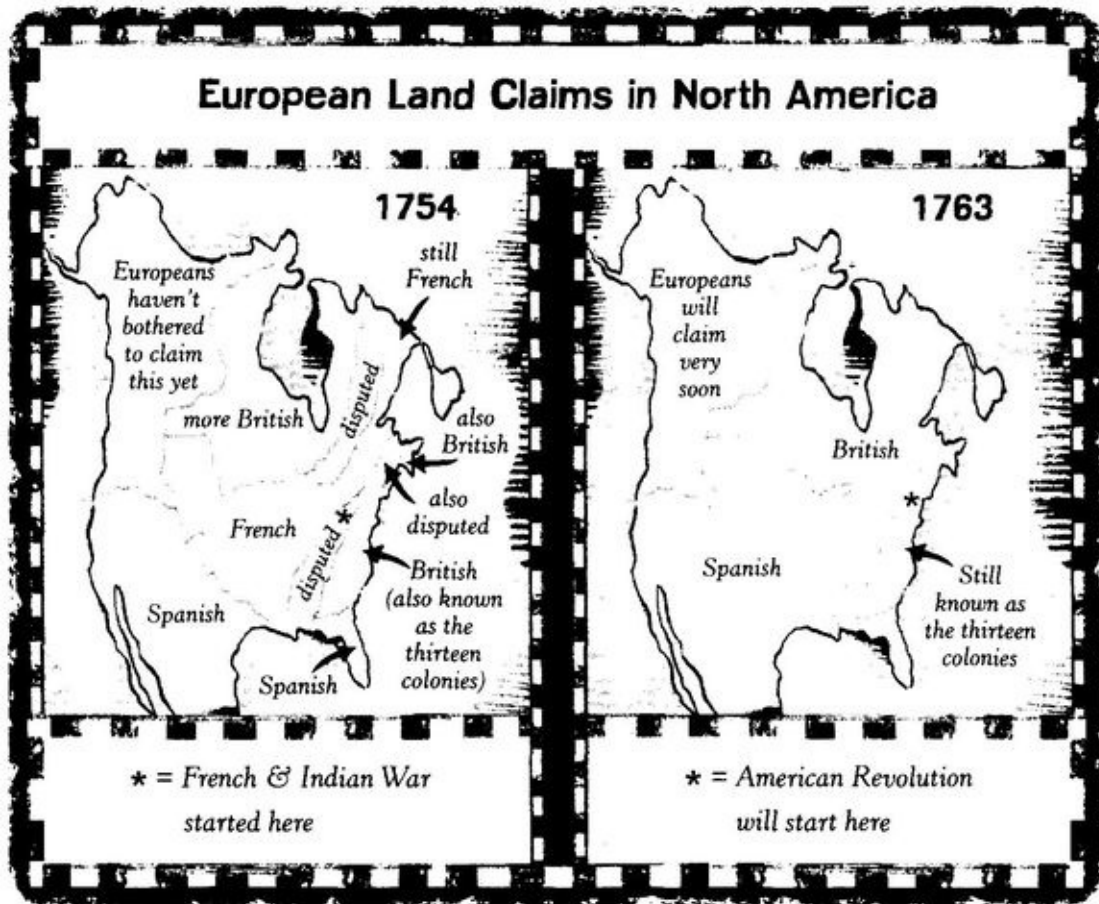 European Land Claims in North America
1754
still
French
Europeans
haven't
bothered
to claim
this yet
disputed
more British
also
British
also
disputed
French
*
disputed
British
(also known
as the
thirteen
colonies)
Spanish
Spanish
* = French & Indian War
started here
1763
Europeans
will
claim
very
soon
British
*
Spanish
Still
known as
the thirteen
colonies
* = American Revolution
will start here